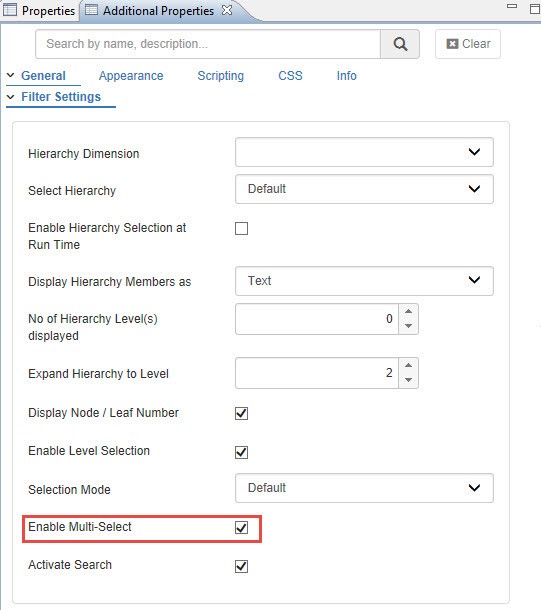 Properties Additional Properties
Search by name, description... Clear
General Appearance Scripting CSS Info
Filter Settings
Hierarchy Dimension
Select Hierarchy Default
Enable Hierarchy Selection at
Run Time
Display Hierarchy Members as Text
No of Hierarchy Level(s)
displayed 0
Expand Hierarchy to Level 2
Display Node / Leaf Number
Enable Level Selection
Selection Mode Default
Enable Multi-Select
Activate Search